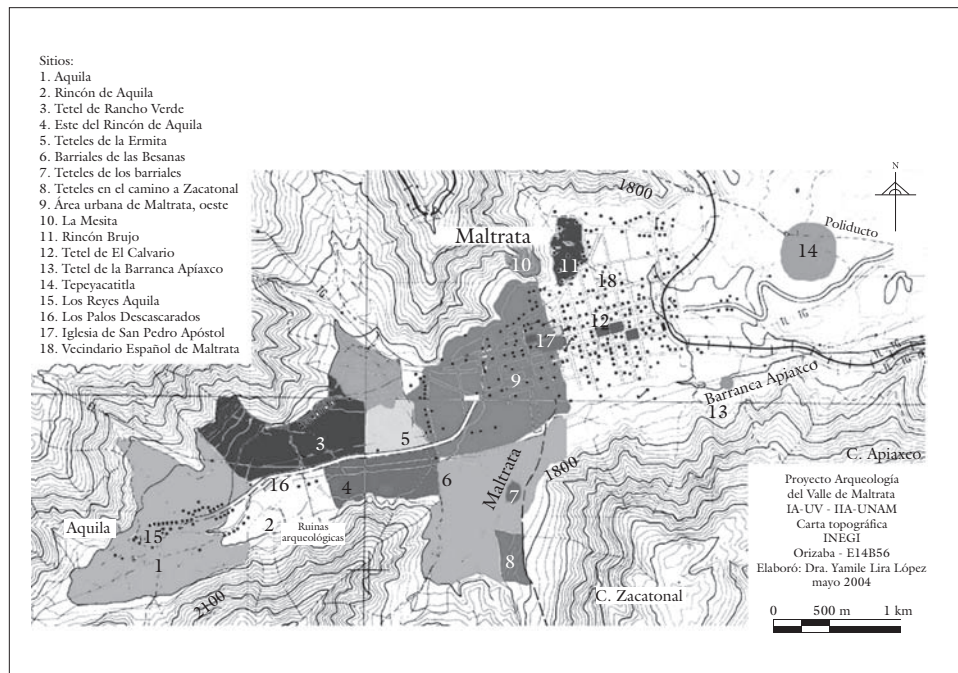 Sitios:
1. Aquila
2. Rincón de Aquila
3. Tetel de Rancho Verde
4. Este del Rincón de Aquila
5. Teteles de la Ermita
6. Barriales de las Besanas
7. Teteles de los barriales
8. Teteles en el camino a Zacatonal
9. Área urbana de Maltrata, oeste
10. La Mesita
11. Rincón Brujo
12. Tetel de El Calvario
13. Tetel de la Barranca Apíaxco
14. Tepeyacatitla
15. Los Reyes Aquila
16. Los Palos Descascarados
17. Iglesia de San Pedro Apóstol
18. Vecindario Español de Maltrata
N
1800
Poliducto
Maltrata
14
10
11
18
12
17
9
Barranca Apiaxco
13
3
5
C. Apiaxco
16
4
6
Maltrata
1800
7
Aquila
15
2
Ruinas
arqueológicas
8
1
2100
C. Zacatonal
Proyecto Arqueología
del Valle de Maltrata
IA-UV - IIA-UNAM
Carta topográfica
INEGI
Orizaba - E14B56
Elaboró: Dra. Yamile Lira López
mayo 2004
0 500 m 1 km